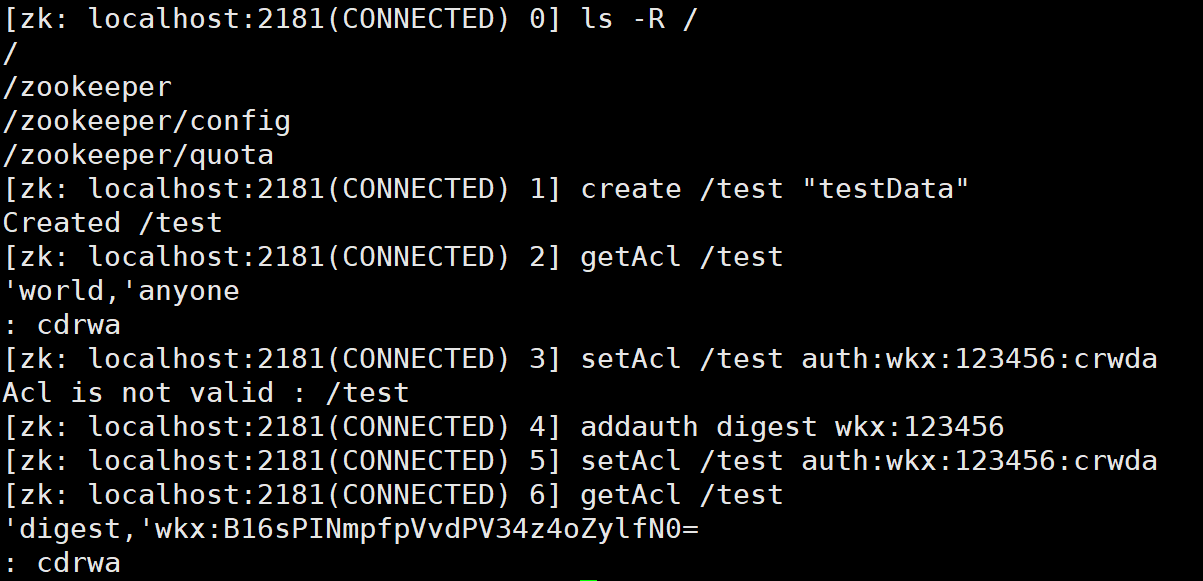 [zk: localhost:2181(CONNECTED) 0] ls -R /
/
/zookeeper
/zookeeper/config
/zookeeper/quota
[zk: localhost:2181(CONNECTED) 1] create /test "testData"
Created /test
[zk: localhost:2181(CONNECTED) 2] getAcl /test
'world,'anyone
: cdrwa
[zk: localhost:2181(CONNECTED) 3] setAcl /test auth:wkx:123456:crwda
Acl is not valid : /test
[zk: localhost:2181(CONNECTED) 4] addauth digest wkx:123456
[zk: localhost:2181(CONNECTED) 5] setAcl /test auth:wkx:123456:crwda
[zk: localhost:2181(CONNECTED) 6] getAcl /test
'digest,'wkx:B16sPINmpfpVvdPV34z4oZylfN0=
: cdrwa